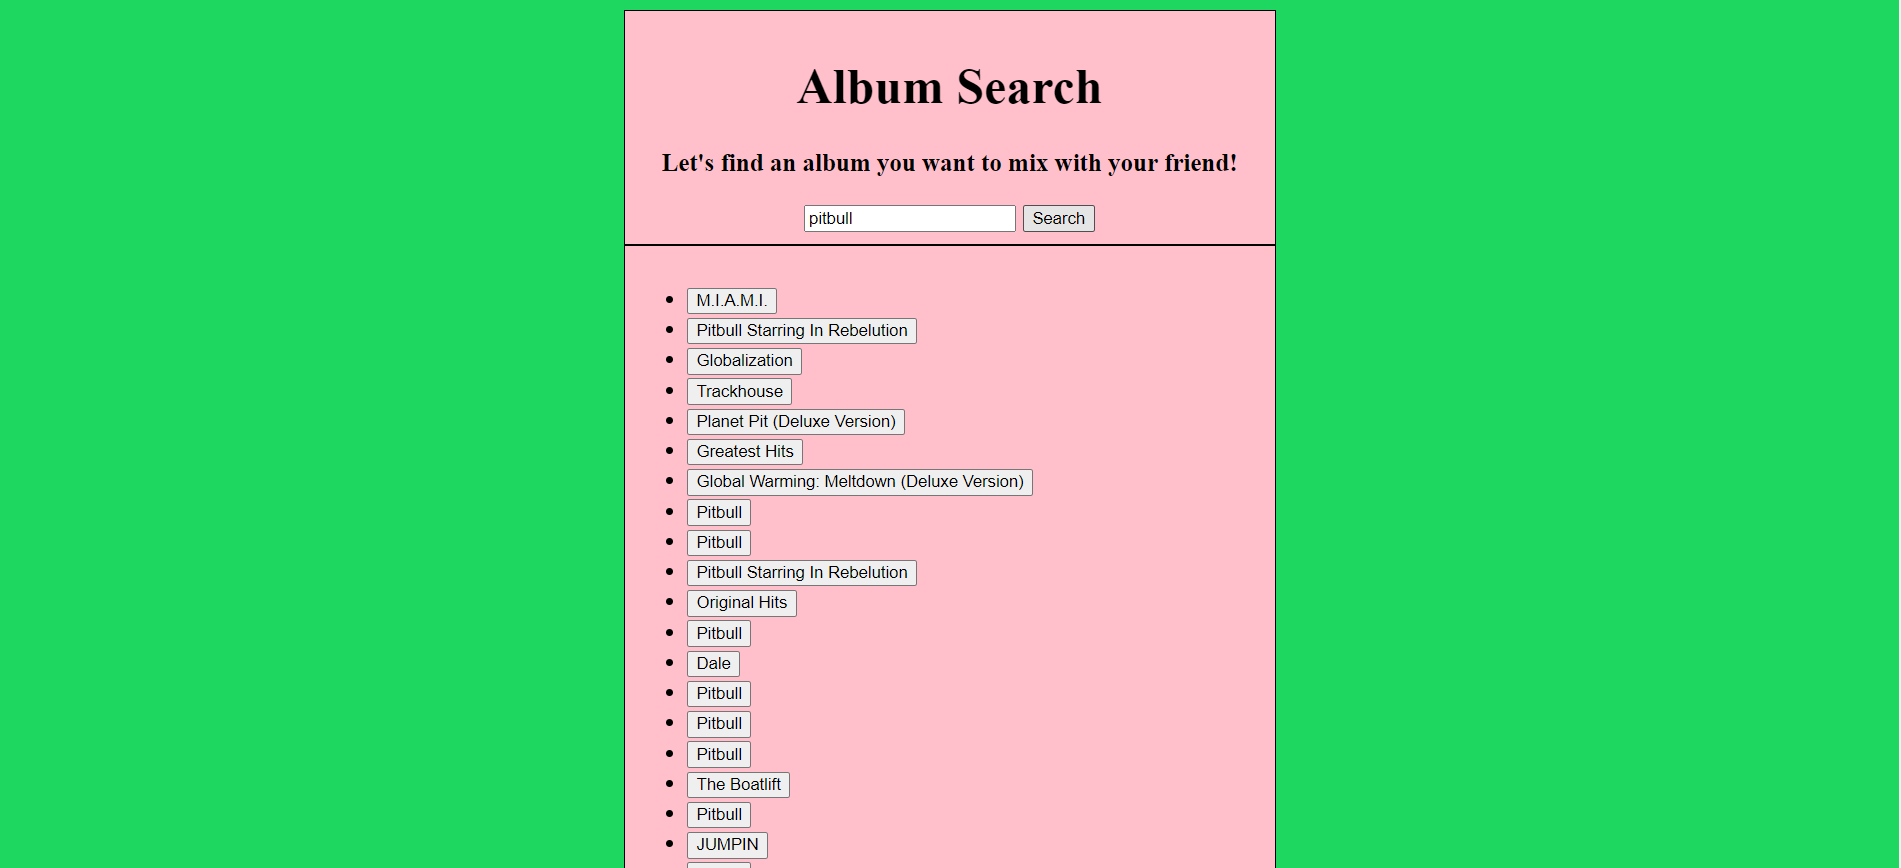 Album Search
Let's find an album you want to mix with your friend!
pitbull Search
M.I.A.M.I.
Pitbull Starring In Rebelution
Globalization
Trackhouse
Planet Pit (Deluxe Version)
Greatest Hits
Global Warming: Meltdown (Deluxe Version)
Pitbull
Pitbull
Pitbull Starring In Rebelution
Original Hits
Pitbull
Dale
Pitbull
Pitbull
Pitbull
The Boatlift
Pitbull
JUMPIN